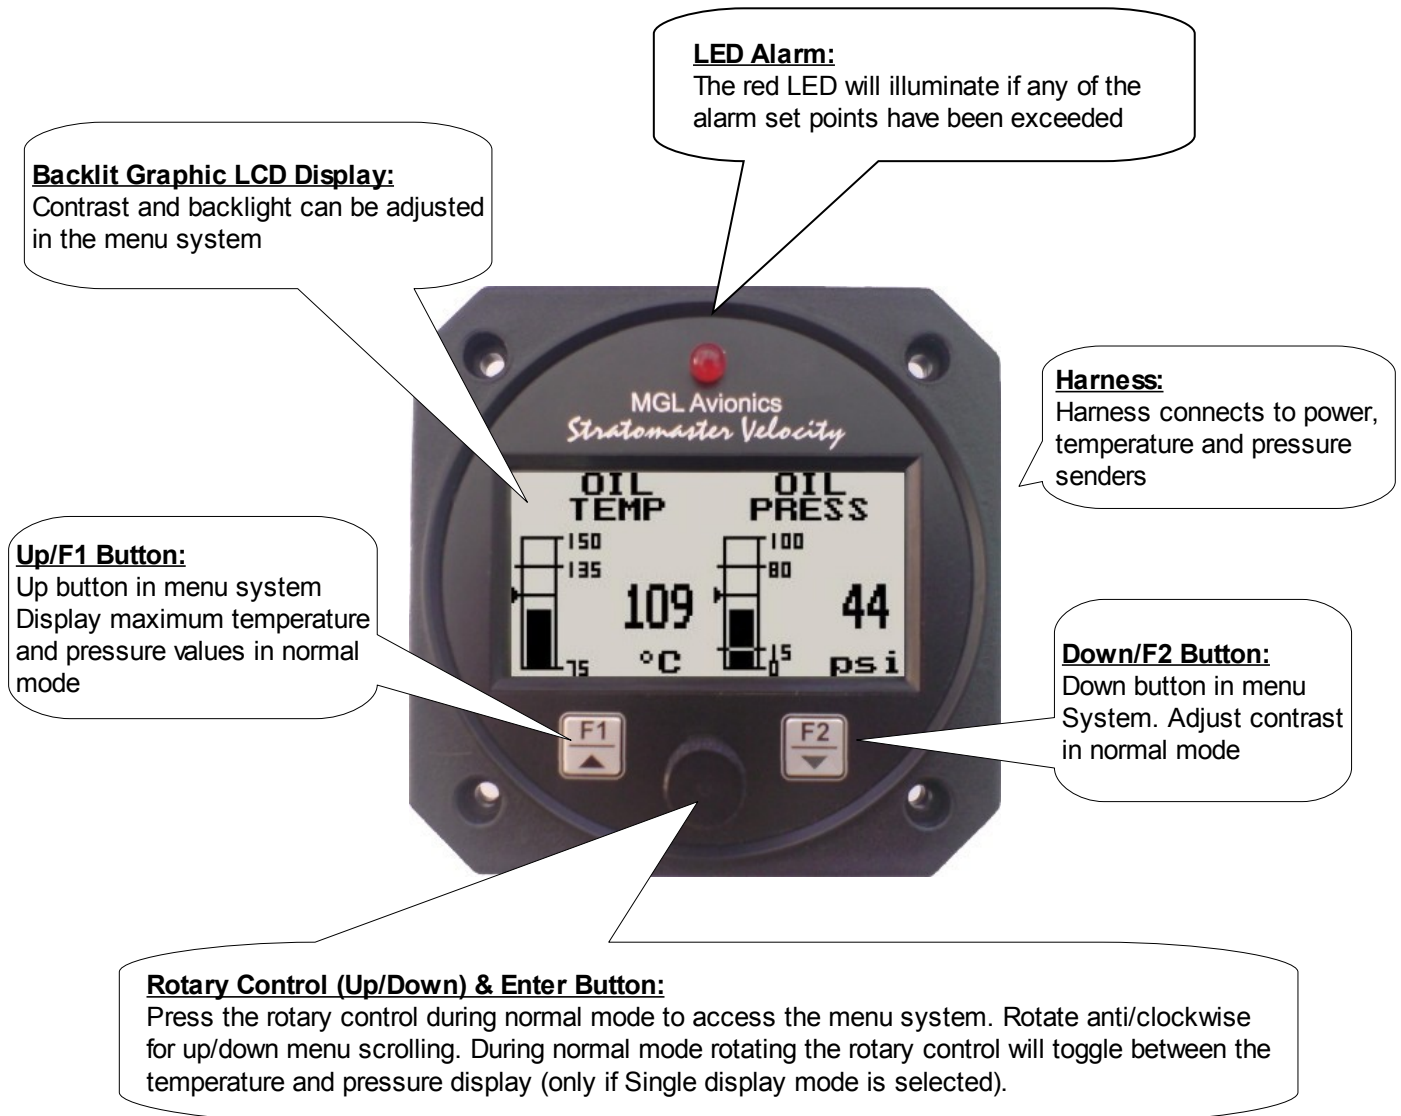 LED Alarm:
The red LED will illuminate if any of the
alarm set points have been exceeded
Backlit Graphic LCD Display:
Contrast and backlight can be adjusted
in the menu system
MGL Avionics
Stratomaster Velocity
Harness:
Harness connects to power,
temperature and pressure
senders
OIL OIL
TEMP PRESS
150 100
135 80
109 44
75 15
0
°C psi
Up/F1 Button:
Up button in menu system
Display maximum temperature
and pressure values in normal
mode
Down/F2 Button:
Down button in menu
System. Adjust contrast
in normal mode
F1 F2
Rotary Control (Up/Down) & Enter Button:
Press the rotary control during normal mode to access the menu system. Rotate anti/clockwise
for up/down menu scrolling. During normal mode rotating the rotary control will toggle between the
temperature and pressure display (only if Single display mode is selected).